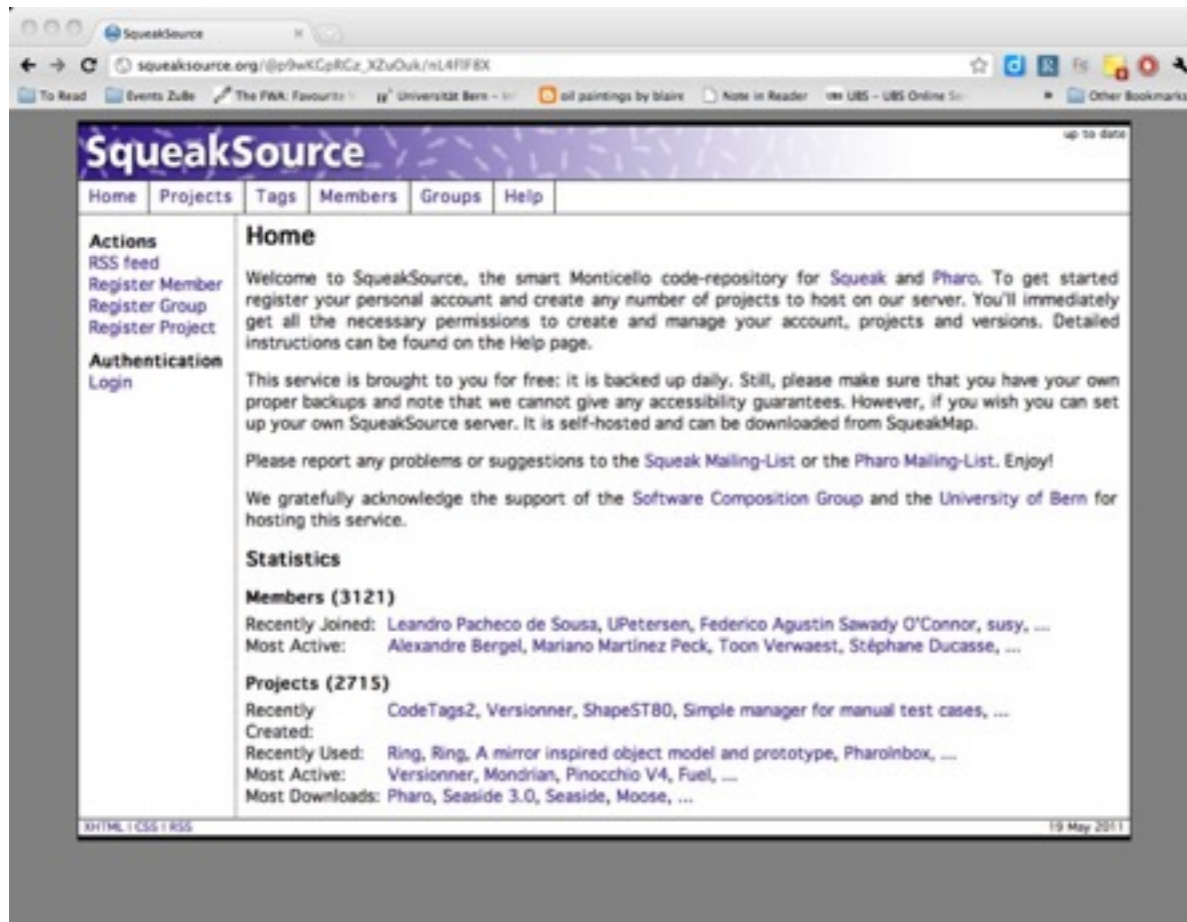 SqueakSource
squeaksource.org/@p9wKGpRGz_XZuOuk/nL4FlF8X
To Read Events ZuBe The FWA: Favourite Universität Bern oil paintings by blaire Note in Reader UBS - UBS Online Other Bookmarks
up to date
SqueakSource
Home Projects Tags Members Groups Help
Actions
RSS feed
Register Member
Register Group
Register Project
Authentication
Login
Home
Welcome to SqueakSource, the smart Monticello code-repository for Squeak and Pharo. To get started
register your personal account and create any number of projects to host on our server. You'll immediately
get all the necessary permissions to create and manage your account, projects and versions. Detailed
instructions can be found on the Help page.
This service is brought to you for free: it is backed up daily. Still, please make sure that you have your own
proper backups and note that we cannot give any accessibility guarantees. However, if you wish you can set
up your own SqueakSource server. It is self-hosted and can be downloaded from SqueakMap.
Please report any problems or suggestions to the Squeak Mailing-List or the Pharo Mailing-List. Enjoy!
We gratefully acknowledge the support of the Software Composition Group and the University of Bern for
hosting this service.
Statistics
Members (3121)
Recently Joined: Leandro Pacheco de Sousa, UPetersen, Federico Agustin Sawady O'Connor, susy, ...
Most Active: Alexandre Bergel, Mariano Martínez Peck, Toon Verwaest, Stéphane Ducasse, ...
Projects (2715)
Recently Created: CodeTags2, Versionner, ShapeST80, Simple manager for manual test cases, ...
Recently Used: Ring, Ring, A mirror inspired object model and prototype, PharoInbox, ...
Most Active: Versionner, Mondrian, Pinocchio V4, Fuel, ...
Most Downloads: Pharo, Seaside 3.0, Seaside, Moose, ...
XHTML | CSS | RSS
19 May 2011